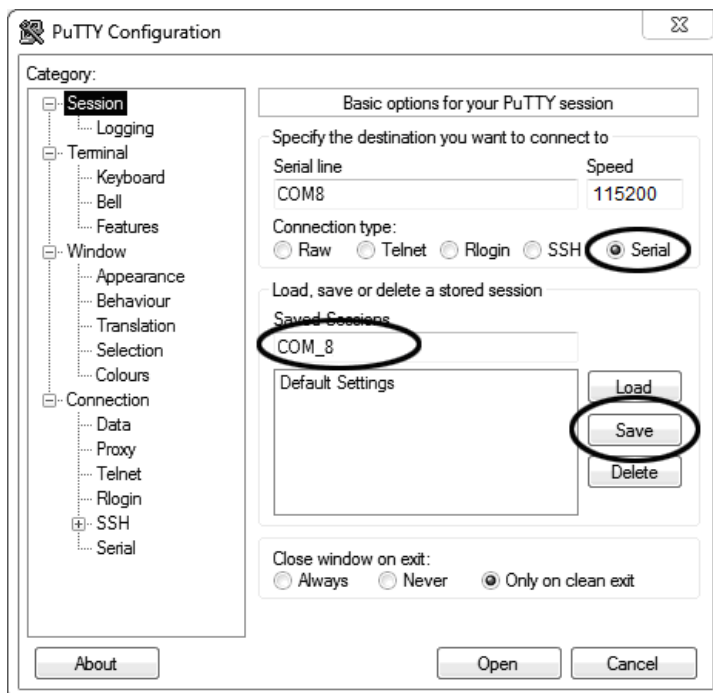 PuTTY Configuration
Category:
Session
Logging
Terminal
Keyboard
Bell
Features
Window
Appearance
Behaviour
Translation
Selection
Colours
Connection
Data
Proxy
Telnet
Rlogin
SSH
Serial
Basic options for your PuTTY session
Specify the destination you want to connect to
Serial line Speed
COM8 115200
Connection type:
Raw Telnet Rlogin SSH Serial
Load, save or delete a stored session
Saved Sessions
COM_8
Default Settings
Load
Save
Delete
Close window on exit:
Always Never Only on clean exit
About Open Cancel